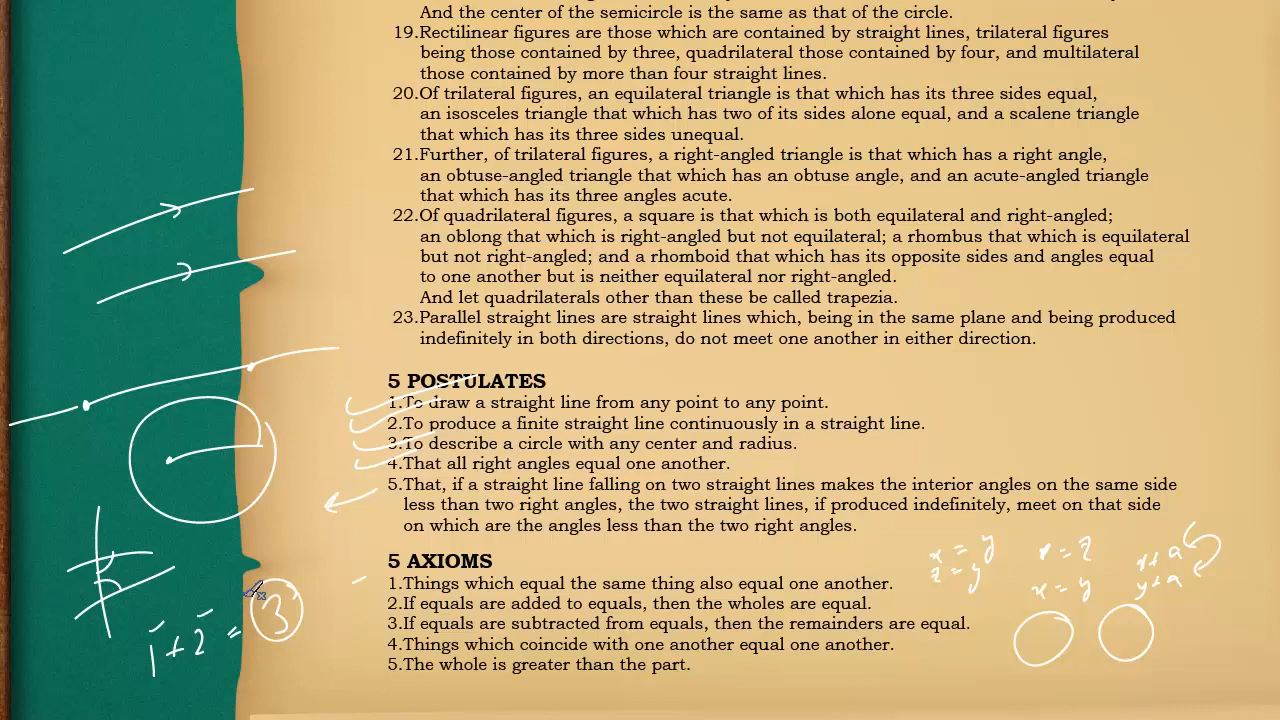 And the center of the semicircle is the same as that of the circle.
19.Rectilinear figures are those which are contained by straight lines, trilateral figures
being those contained by three, quadrilateral those contained by four, and multilateral
those contained by more than four straight lines.
20.Of trilateral figures, an equilateral triangle is that which has its three sides equal,
an isosceles triangle that which has two of its sides alone equal, and a scalene triangle
that which has its three sides unequal.
21.Further, of trilateral figures, a right-angled triangle is that which has a right angle,
an obtuse-angled triangle that which has an obtuse angle, and an acute-angled triangle
that which has its three angles acute.
22.Of quadrilateral figures, a square is that which is both equilateral and right-angled;
an oblong that which is right-angled but not equilateral; a rhombus that which is equilateral
but not right-angled; and a rhomboid that which has its opposite sides and angles equal
to one another but is neither equilateral nor right-angled.
And let quadrilaterals other than these be called trapezia.
23.Parallel straight lines are straight lines which, being in the same plane and being produced
indefinitely in both directions, do not meet one another in either direction.
5 POSTULATES
1.To draw a straight line from any point to any point.
2.To produce a finite straight line continuously in a straight line.
3.To describe a circle with any center and radius.
4.That all right angles equal one another.
5.That, if a straight line falling on two straight lines makes the interior angles on the same side
less than two right angles, the two straight lines, if produced indefinitely, meet on that side
on which are the angles less than the two right angles.
5 AXIOMS
1.Things which equal the same thing also equal one another.
2.If equals are added to equals, then the wholes are equal.
3.If equals are subtracted from equals, then the remainders are equal.
4.Things which coincide with one another equal one another.
5.The whole is greater than the part.
x = y
z = y
= z
x = y
x+a
y+a
1 + 2 = 3